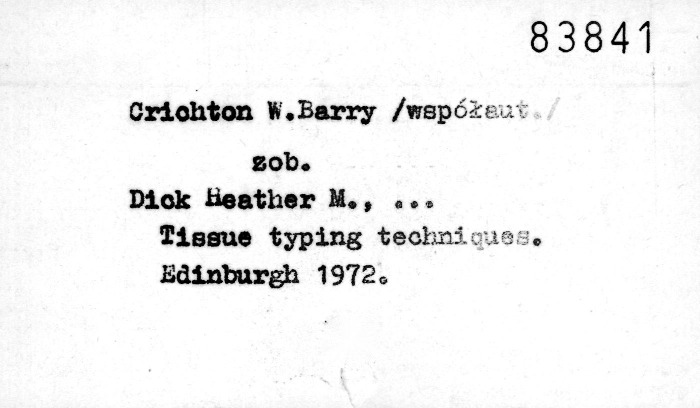 83841
Crichton W.Barry /współaut./
zob.
Dick Heather M., ...
Tissue typing techniques.
Edinburgh 1972.